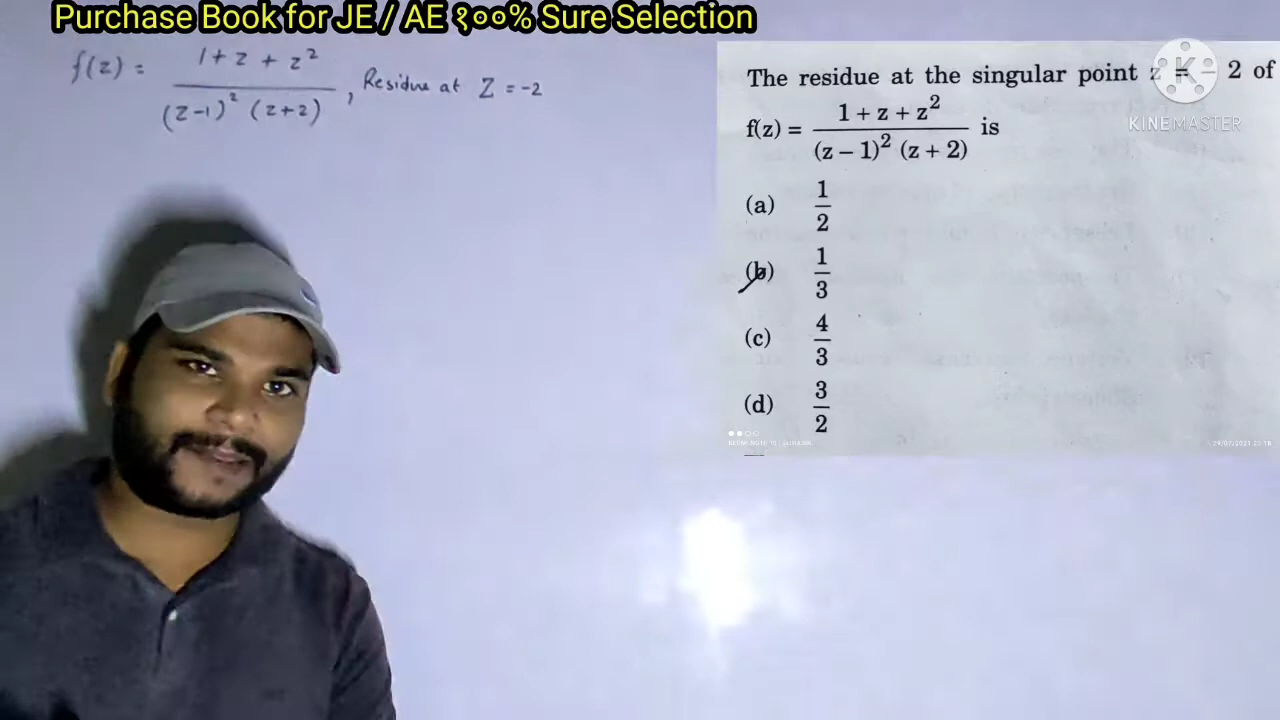 Purchase Book for JE / AE १००% Sure Selection
f(z) = 1 + z + z² / (z-1)² (z+2) , Residue at Z = -2
The residue at the singular point z = – 2 of
f(z) = 1 + z + z² / (z – 1)² (z + 2) is
(a) 1/2
(b) 1/3
(c) 4/3
(d) 3/2
KINEMASTER